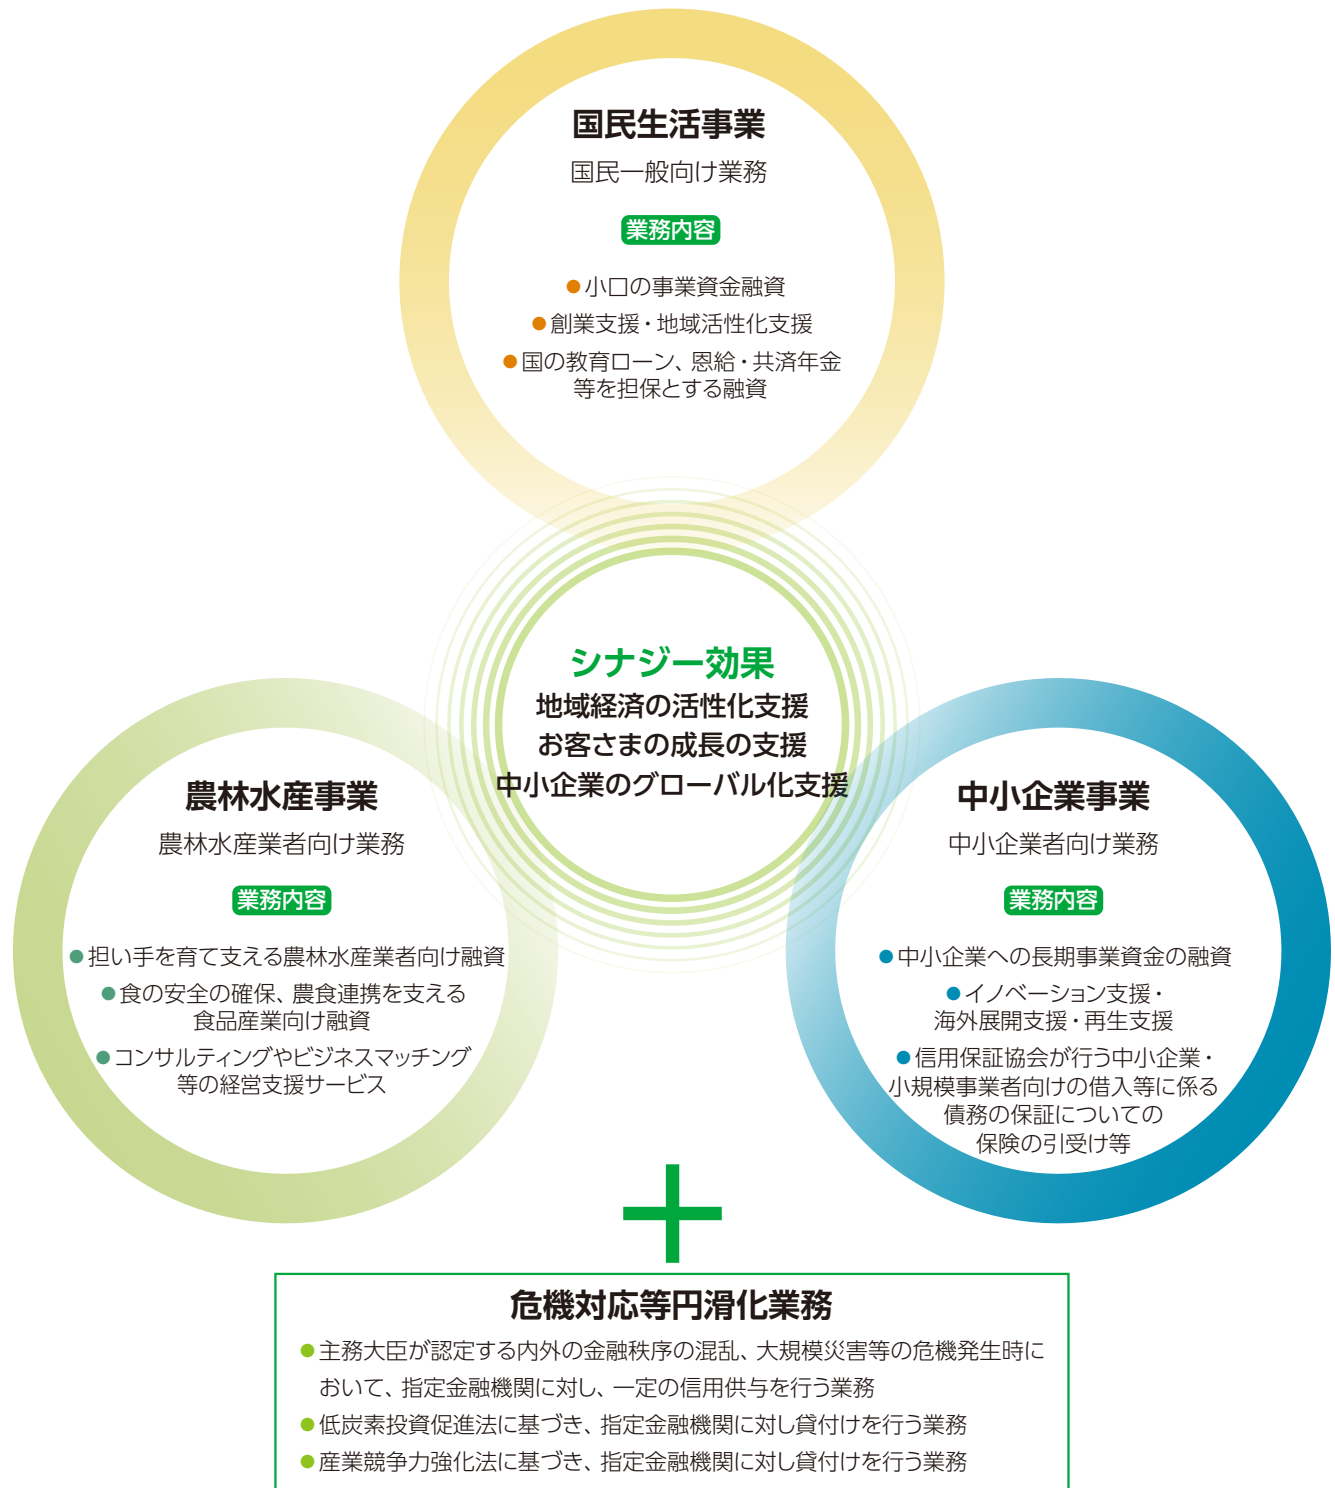 国民生活事業
国民一般向け業務
業務内容
●小口の事業資金融資
●創業支援・地域活性化支援
●国の教育ローン、恩給・共済年金
等を担保とする融資
シナジー効果
地域経済の活性化支援
お客さまの成長の支援
中小企業のグローバル化支援
農林水産事業
農林水産業者向け業務
業務内容
●担い手を育て支える農林水産業者向け融資
●食の安全の確保、農食連携を支える
食品産業向け融資
●コンサルティングやビジネスマッチング
等の経営支援サービス
中小企業事業
中小企業者向け業務
業務内容
●中小企業への長期事業資金の融資
●イノベーション支援・
海外展開支援・再生支援
●信用保証協会が行う中小企業・
小規模事業者向けの借入等に係る
債務の保証についての
保険の引受け等
＋
危機対応等円滑化業務
●主務大臣が認定する内外の金融秩序の混乱、大規模災害等の危機発生時に
おいて、指定金融機関に対し、一定の信用供与を行う業務
●低炭素投資促進法に基づき、指定金融機関に対し貸付けを行う業務
●産業競争力強化法に基づき、指定金融機関に対し貸付けを行う業務